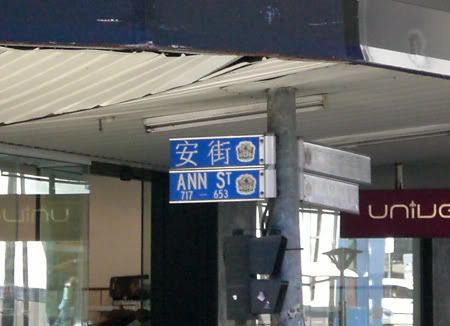 安街
ANN ST
717 – 653
UNIVE